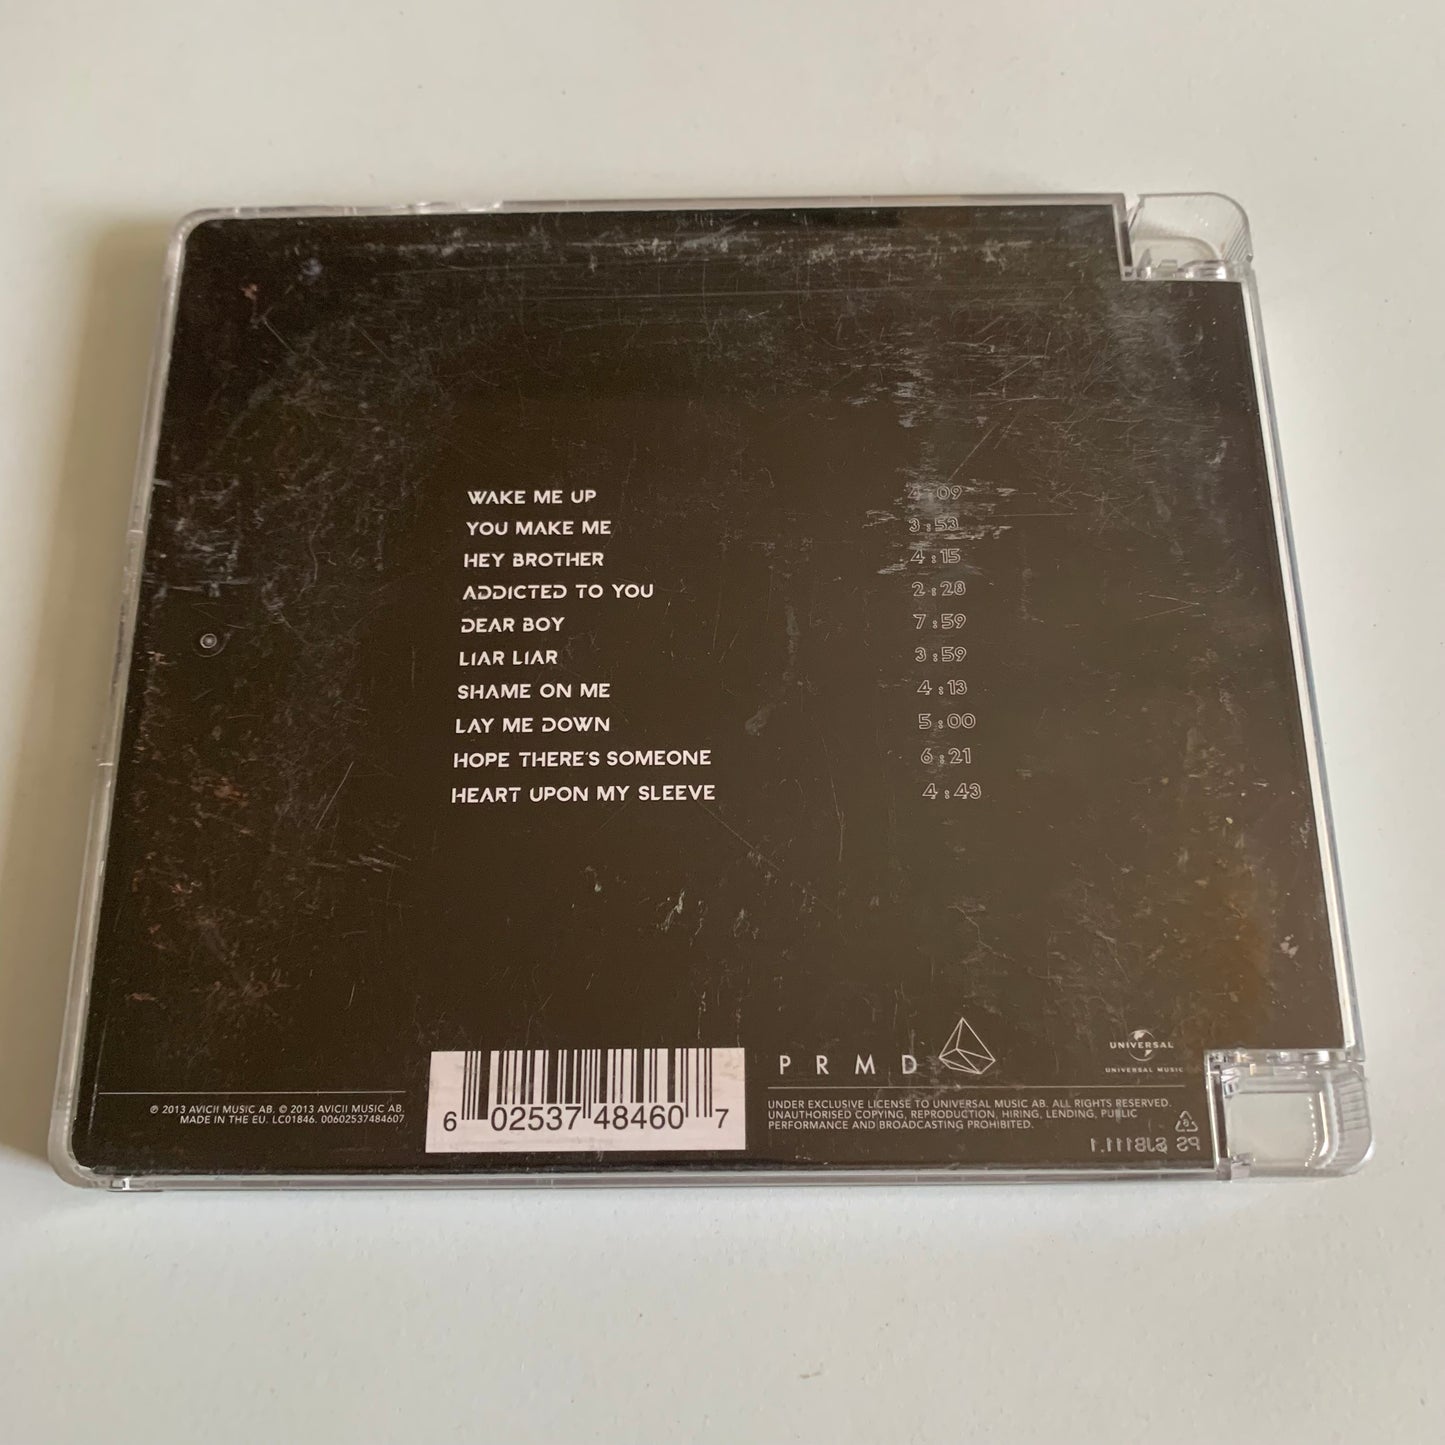 WAKE ME UP 4:09
YOU MAKE ME 3:53
HEY BROTHER 4:15
ADDICTED TO YOU 2:28
DEAR BOY 7:59
LIAR LIAR 3:59
SHAME ON ME 4:13
LAY ME DOWN 5:00
HOPE THERE'S SOMEONE 6:21
HEART UPON MY SLEEVE 4:43
℗ 2013 AVICII MUSIC AB. © 2013 AVICII MUSIC AB.
MADE IN THE EU. LC01846. 00602537484607
6 02537 48460 7
PRMD
UNIVERSAL
UNIVERSAL MUSIC
UNDER EXCLUSIVE LICENSE TO UNIVERSAL MUSIC AB. ALL RIGHTS RESERVED.
UNAUTHORISED COPYING, REPRODUCTION, HIRING, LENDING, PUBLIC
PERFORMANCE AND BROADCASTING PROHIBITED.
PS